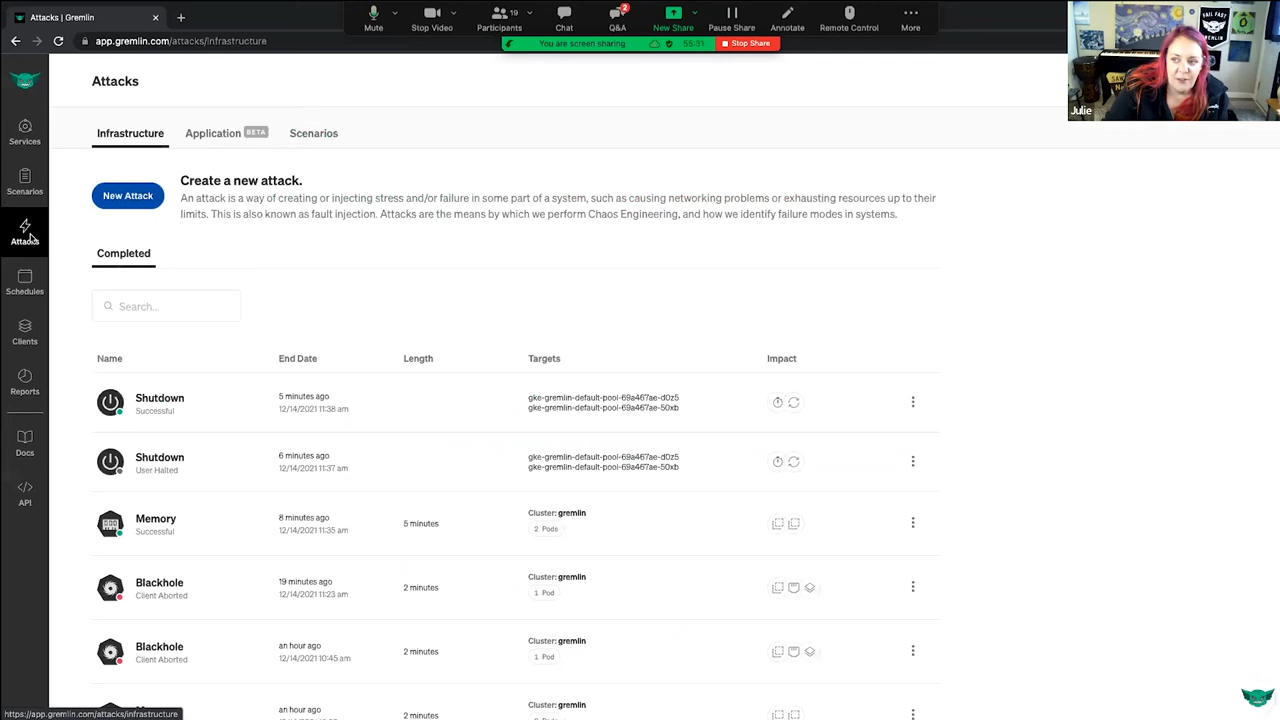 Gremlin
19
2
Mute
Stop Video
Participants
Chat
Q&A
New Share
Pause Share
Annotate
Remote Control
More
app.gremlin.com/attacks/infrastructure
You are screen sharing
Stop Share
FAIL FAST
GREMLIN
Julie
Attacks
Services
Scenarios
Attacks
Schedules
Clients
Reports
Docs
API
Infrastructure
Application BETA
Scenarios
New Attack
Create a new attack.
An attack is a way of creating or injecting stress and/or failure in some part of a system, such as causing networking problems or exhausting resources up to their
limits. This is also known as fault injection. Attacks are the means by which we perform Chaos Engineering, and how we identify failure modes in systems.
Completed
Search...
Name End Date Length Targets Impact
Shutdown
Successful
5 minutes ago
12/14/2021 11:38 am
gke-gremlin-default-pool-69a467ae-d0z5
gke-gremlin-default-pool-69a467ae-50xb
Shutdown
User Halted
6 minutes ago
12/14/2021 11:37 am
gke-gremlin-default-pool-69a467ae-d0z5
gke-gremlin-default-pool-69a467ae-50xb
Memory
Successful
8 minutes ago
12/14/2021 11:35 am
5 minutes
Cluster: gremlin
2 Pods
Blackhole
Client Aborted
19 minutes ago
12/14/2021 11:23 am
2 minutes
Cluster: gremlin
1 Pod
Blackhole
Client Aborted
an hour ago
12/14/2021 10:45 am
2 minutes
Cluster: gremlin
1 Pod
an hour ago
2 minutes
Cluster: gremlin
https://app.gremlin.com/attacks/infrastructure